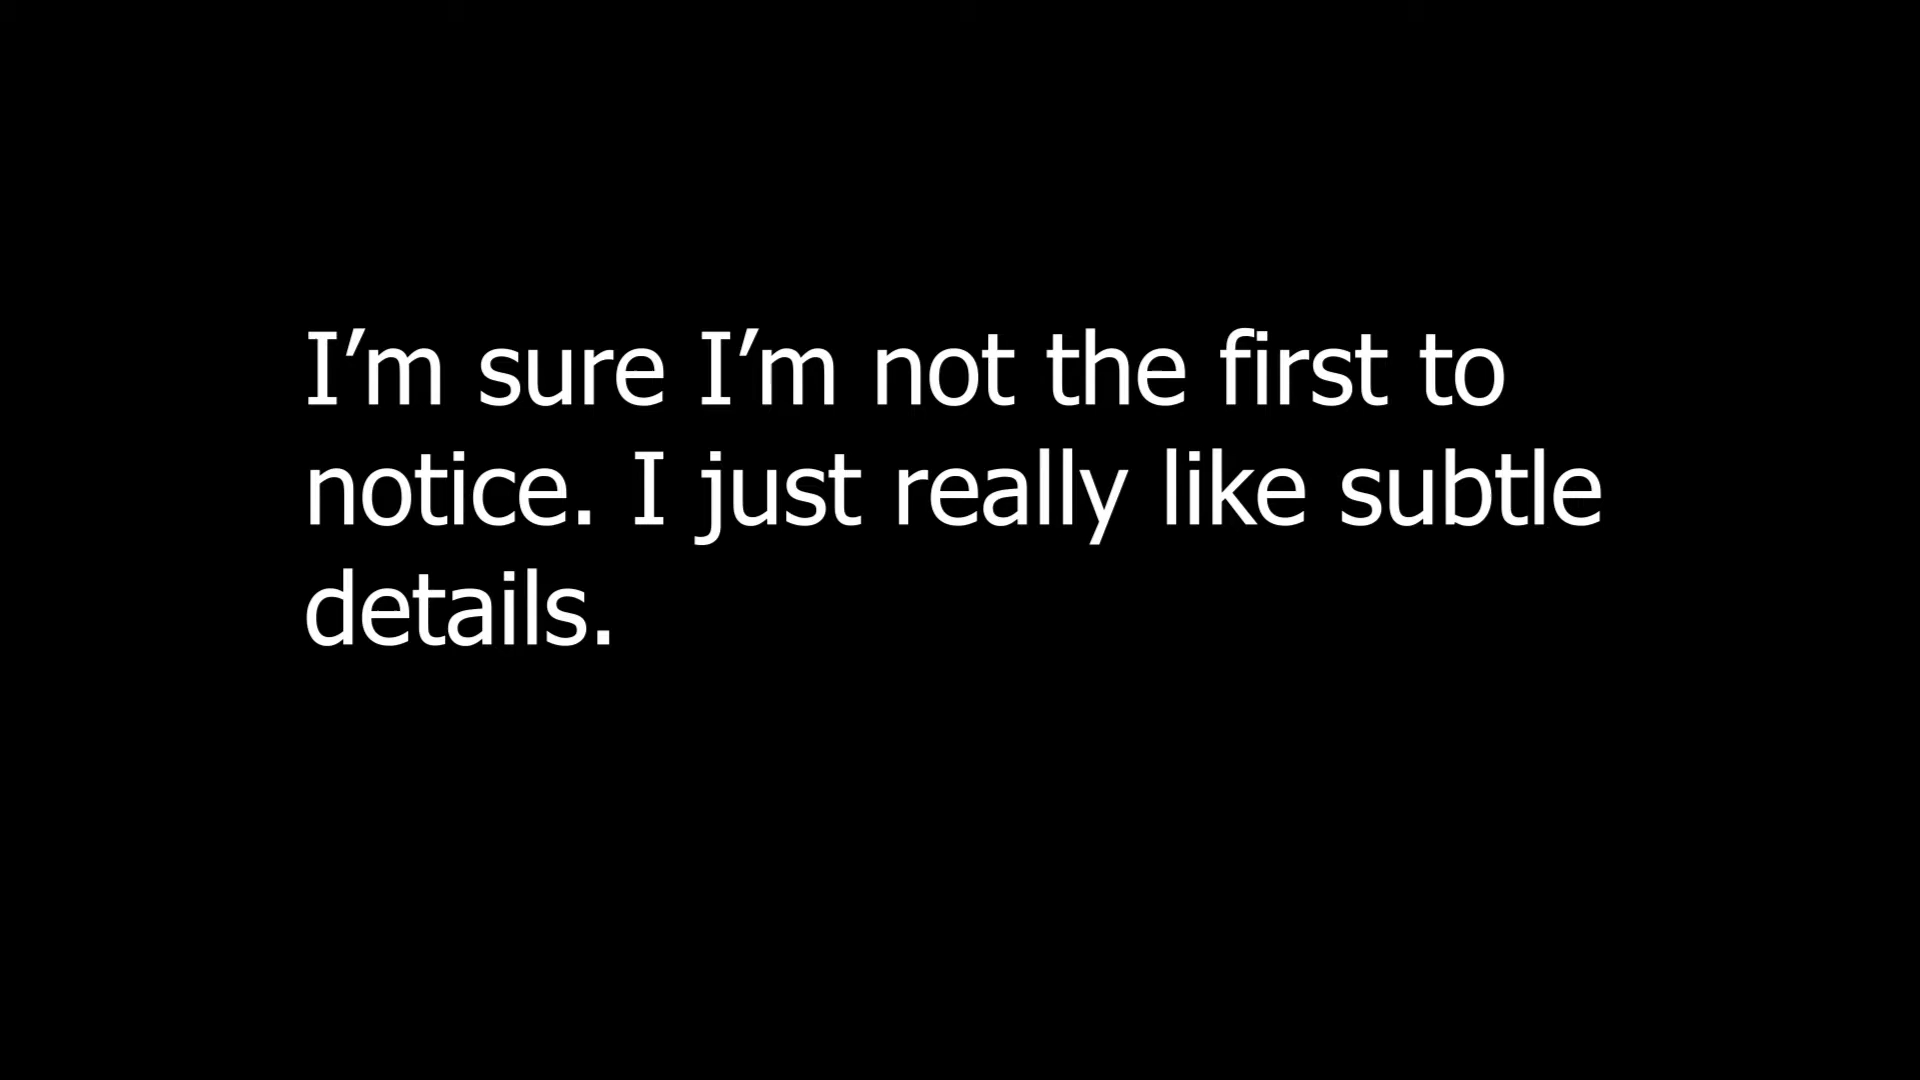 I’m sure I’m not the first to
notice. I just really like subtle
details.